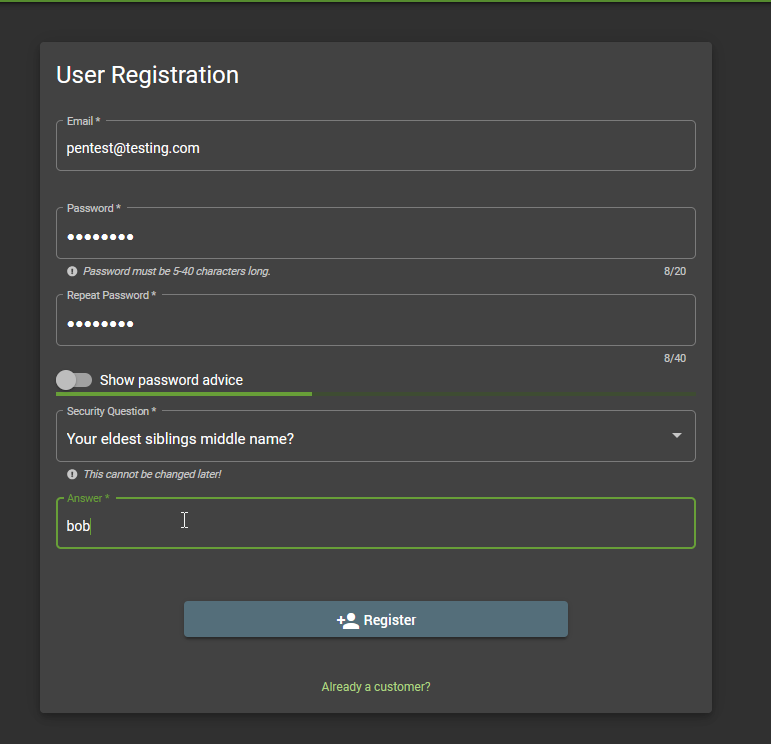 User Registration
Email *
pentest@testing.com
Password *
••••••••
Password must be 5-40 characters long.
8/20
Repeat Password *
••••••••
8/40
Show password advice
Security Question *
Your eldest siblings middle name?
This cannot be changed later!
Answer *
bob
Register
Already a customer?